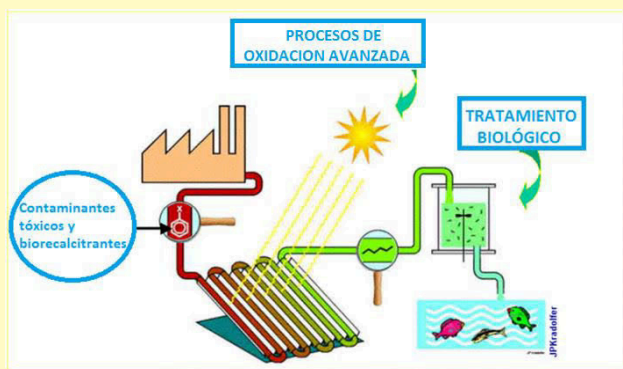 PROCESOS DE
OXIDACION AVANZADA
TRATAMIENTO
BIOLÓGICO
Contaminantes
tóxicos y
biorecalcitrantes
X
JPKradolfer